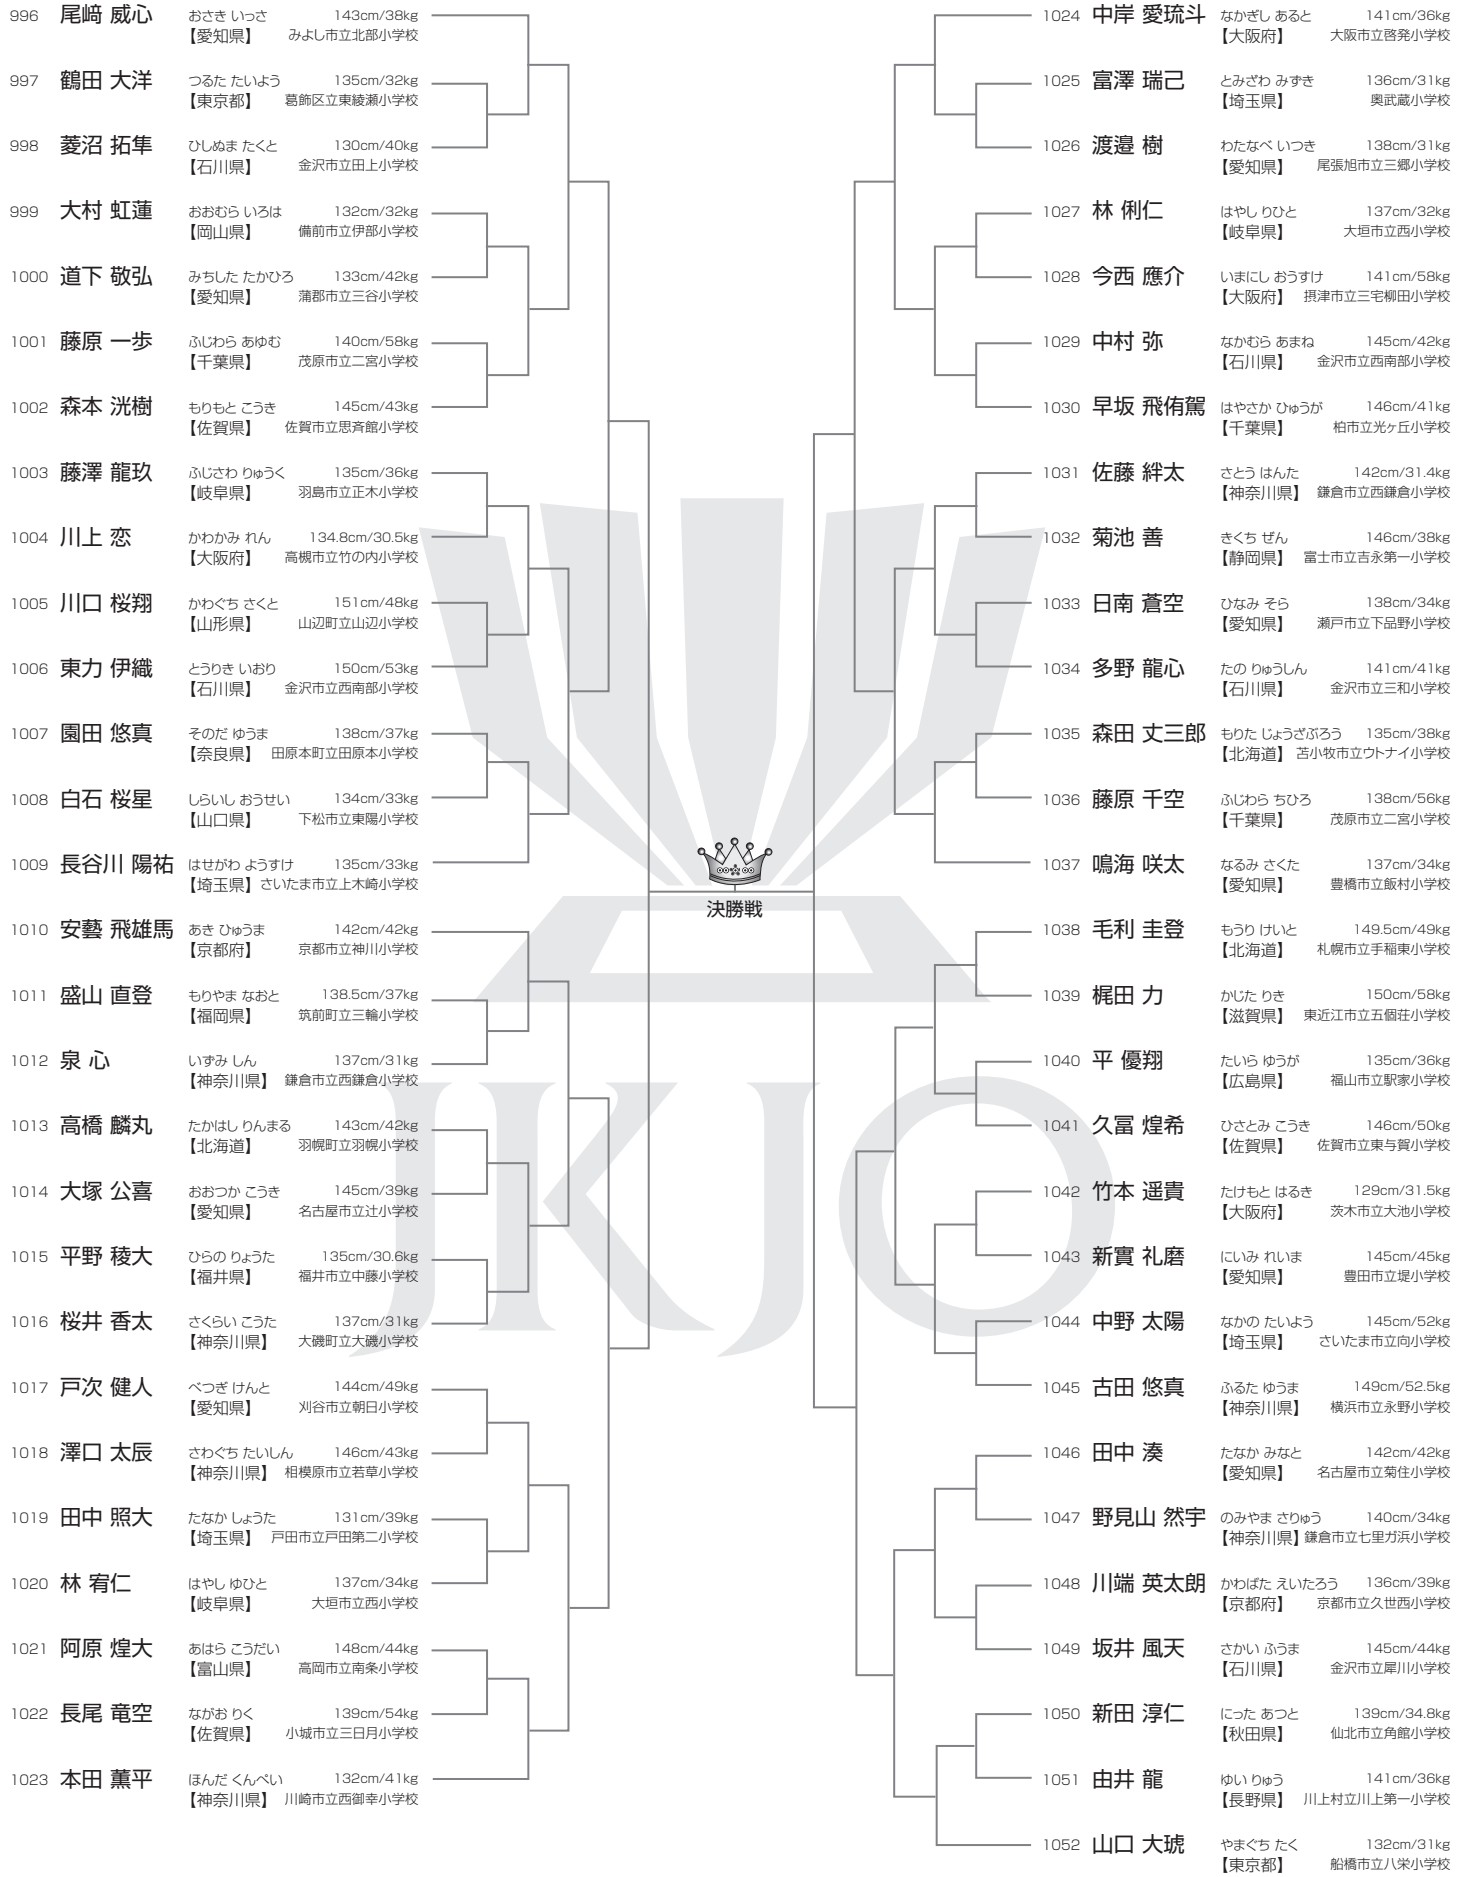 996 尾﨑 威心 おさき いっさ 143cm/38kg
【愛知県】 みよし市立北部小学校
997 鶴田 大洋 つるた たいよう 135cm/32kg
【東京都】 葛飾区立東綾瀬小学校
998 菱沼 拓隼 ひしぬま たくと 130cm/40kg
【石川県】 金沢市立田上小学校
999 大村 虹蓮 おおむら いろは 132cm/32kg
【岡山県】 備前市立伊部小学校
1000 道下 敬弘 みちした たかひろ 133cm/42kg
【愛知県】 蒲郡市立三谷小学校
1001 藤原 一歩 ふじわら あゆむ 140cm/58kg
【千葉県】 茂原市立二宮小学校
1002 森本 洸樹 もりもと こうき 145cm/43kg
【佐賀県】 佐賀市立思斉館小学校
1003 藤澤 龍玖 ふじさわ りゅうく 135cm/36kg
【岐阜県】 羽島市立正木小学校
1004 川上 恋 かわかみ れん 134.8cm/30.5kg
【大阪府】 高槻市立竹の内小学校
1005 川口 桜翔 かわぐち さくと 151cm/48kg
【山形県】 山辺町立山辺小学校
1006 東力 伊織 とうりき いおり 150cm/53kg
【石川県】 金沢市立西南部小学校
1007 園田 悠真 そのだ ゆうま 138cm/37kg
【奈良県】 田原本町立田原本小学校
1008 白石 桜星 しらいし おうせい 134cm/33kg
【山口県】 下松市立東陽小学校
1009 長谷川 陽祐 はせがわ ようすけ 135cm/33kg
【埼玉県】 さいたま市立上木崎小学校
1010 安藝 飛雄馬 あき ひゅうま 142cm/42kg
【京都府】 京都市立神川小学校
1011 盛山 直登 もりやま なおと 138.5cm/37kg
【福岡県】 筑前町立三輪小学校
1012 泉 心 いずみ しん 137cm/31kg
【神奈川県】 鎌倉市立西鎌倉小学校
1013 高橋 麟丸 たかはし りんまる 143cm/42kg
【北海道】 羽幌町立羽幌小学校
1014 大塚 公喜 おおつか こうき 145cm/39kg
【愛知県】 名古屋市立辻小学校
1015 平野 稜大 ひらの りょうた 135cm/30.6kg
【福井県】 福井市立中藤小学校
1016 桜井 香太 さくらい こうた 137cm/31kg
【神奈川県】 大磯町立大磯小学校
1017 戸次 健人 べつぎ けんと 144cm/49kg
【愛知県】 刈谷市立朝日小学校
1018 澤口 太辰 さわぐち たいしん 146cm/43kg
【神奈川県】 相模原市立若草小学校
1019 田中 照大 たなか しょうた 131cm/39kg
【埼玉県】 戸田市立戸田第二小学校
1020 林 宥仁 はやし ゆひと 137cm/34kg
【岐阜県】 大垣市立西小学校
1021 阿原 煌大 あはら こうだい 148cm/44kg
【富山県】 高岡市立南条小学校
1022 長尾 竜空 ながお りく 139cm/54kg
【佐賀県】 小城市立三日月小学校
1023 本田 薫平 ほんだ くんぺい 132cm/41kg
【神奈川県】 川崎市立西御幸小学校
決勝戦
JKJO
1024 中岸 愛琉斗 なかぎし あると 141cm/36kg
【大阪府】 大阪市立啓発小学校
1025 富澤 瑞己 とみざわ みずき 136cm/31kg
【埼玉県】 奥武蔵小学校
1026 渡邉 樹 わたなべ いつき 138cm/31kg
【愛知県】 尾張旭市立三郷小学校
1027 林 俐仁 はやし りひと 137cm/32kg
【岐阜県】 大垣市立西小学校
1028 今西 應介 いまにし おうすけ 141cm/58kg
【大阪府】 摂津市立三宅柳田小学校
1029 中村 弥 なかむら あまね 145cm/42kg
【石川県】 金沢市立西南部小学校
1030 早坂 飛侑駕 はやさか ひゅうが 146cm/41kg
【千葉県】 柏市立光ヶ丘小学校
1031 佐藤 絆太 さとう はんた 142cm/31.4kg
【神奈川県】 鎌倉市立西鎌倉小学校
1032 菊池 善 きくち ぜん 146cm/38kg
【静岡県】 富士市立吉永第一小学校
1033 日南 蒼空 ひなみ そら 138cm/34kg
【愛知県】 瀬戸市立下品野小学校
1034 多野 龍心 たの りゅうしん 141cm/41kg
【石川県】 金沢市立三和小学校
1035 森田 丈三郎 もりた じょうざぶろう 135cm/38kg
【北海道】 苫小牧市立ウトナイ小学校
1036 藤原 千空 ふじわら ちひろ 138cm/56kg
【千葉県】 茂原市立二宮小学校
1037 鳴海 咲太 なるみ さくた 137cm/34kg
【愛知県】 豊橋市立飯村小学校
1038 毛利 圭登 もうり けいと 149.5cm/49kg
【北海道】 札幌市立手稲東小学校
1039 梶田 力 かじた りき 150cm/58kg
【滋賀県】 東近江市立五個荘小学校
1040 平 優翔 たいら ゆうが 135cm/36kg
【広島県】 福山市立駅家小学校
1041 久冨 煌希 ひさとみ こうき 146cm/50kg
【佐賀県】 佐賀市立東与賀小学校
1042 竹本 遥貴 たけもと はるき 129cm/31.5kg
【大阪府】 茨木市立大池小学校
1043 新實 礼磨 にいみ れいま 145cm/45kg
【愛知県】 豊田市立堤小学校
1044 中野 太陽 なかの たいよう 145cm/52kg
【埼玉県】 さいたま市立向小学校
1045 古田 悠真 ふるた ゆうま 149cm/52.5kg
【神奈川県】 横浜市立永野小学校
1046 田中 湊 たなか みなと 142cm/42kg
【愛知県】 名古屋市立菊住小学校
1047 野見山 然宇 のみやま さりゅう 140cm/34kg
【神奈川県】 鎌倉市立七里ガ浜小学校
1048 川端 英太朗 かわばた えいたろう 136cm/39kg
【京都府】 京都市立久世西小学校
1049 坂井 風天 さかい ふうま 145cm/44kg
【石川県】 金沢市立犀川小学校
1050 新田 淳仁 にった あつと 139cm/34.8kg
【秋田県】 仙北市立角館小学校
1051 由井 龍 ゆい りゅう 141cm/36kg
【長野県】 川上村立川上第一小学校
1052 山口 大琥 やまぐち たく 132cm/31kg
【東京都】 船橋市立八栄小学校